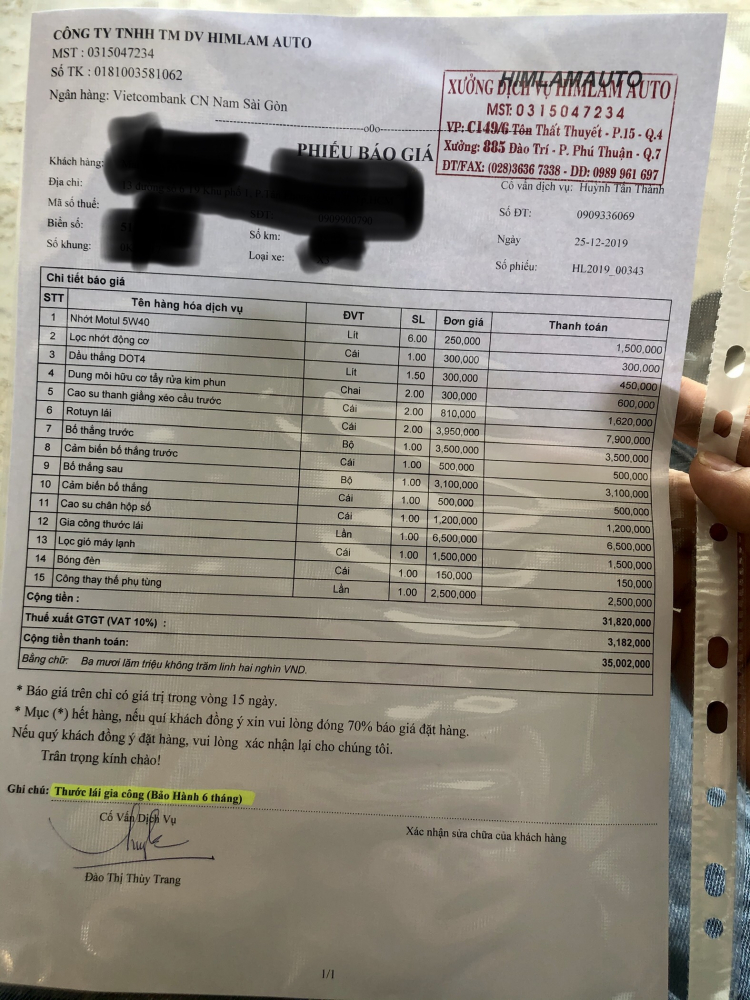 CÔNG TY TNHH TM DV HIMLAM AUTO
MST : 0315047234
Số TK : 0181003581062
Ngân hàng: Vietcombank CN Nam Sài Gòn
HIMLAMAUTO
XƯỞNG DỊCH VỤ HIMLAM AUTO
MST: 0315047234
VP: C149/6 Tôn Thất Thuyết - P.15 - Q.4
Xưởng: 885 Đào Trí - P. Phú Thuận - Q.7
ĐT/FAX: (028)3636 7338 - DĐ: 0989 961 697
---o0o---
PHIẾU BÁO GIÁ
Khách hàng:
Địa chỉ:
Cố vấn dịch vụ: Huỳnh Tấn Thành
Mã số thuế:
Số ĐT: 0909336069
Biển số:
Số km:
Ngày 25-12-2019
Số khung:
Loại xe:
Số phiếu: HL2019_00343
Chi tiết báo giá
STT Tên hàng hóa dịch vụ ĐVT SL Đơn giá Thanh toán
1 Nhớt Motul 5W40 Lít 6.00 250,000 1,500,000
2 Lọc nhớt động cơ Cái 1.00 300,000 300,000
3 Dầu thắng DOT4 Lít 1.50 300,000 450,000
4 Dung môi hữu cơ tẩy rửa kim phun Chai 2.00 300,000 600,000
5 Cao su thanh giằng xéo cầu trước Cái 2.00 810,000 1,620,000
6 Rotuyn lái Cái 2.00 3,950,000 7,900,000
7 Bố thắng trước Bộ 1.00 3,500,000 3,500,000
8 Cảm biến bố thắng trước Cái 1.00 500,000 500,000
9 Bố thắng sau Bộ 1.00 3,100,000 3,100,000
10 Cảm biến bố thắng Cái 1.00 500,000 500,000
11 Cao su chân hộp số Cái 1.00 1,200,000 1,200,000
12 Gia công thước lái Lần 1.00 6,500,000 6,500,000
13 Lọc gió máy lạnh Cái 1.00 1,500,000 1,500,000
14 Bóng đèn Cái 1.00 150,000 150,000
15 Công thay thế phụ tùng Lần 1.00 2,500,000 2,500,000
Cộng tiền : 31,820,000
Thuế xuất GTGT (VAT 10%) : 3,182,000
Cộng tiền thanh toán: 35,002,000
Bằng chữ: Ba mươi lăm triệu không trăm linh hai nghìn VND.
* Báo giá trên chỉ có giá trị trong vòng 15 ngày.
* Mục (*) hết hàng, nếu quí khách đồng ý xin vui lòng đóng 70% báo giá đặt hàng.
Nếu quý khách đồng ý đặt hàng, vui lòng xác nhận lại cho chúng tôi.
Trân trọng kính chào!
Ghi chú: Thước lái gia công (Bảo Hành 6 tháng)
Cố Vấn Dịch Vụ
Xác nhận sửa chữa của khách hàng
Đào Thị Thùy Trang
1/1